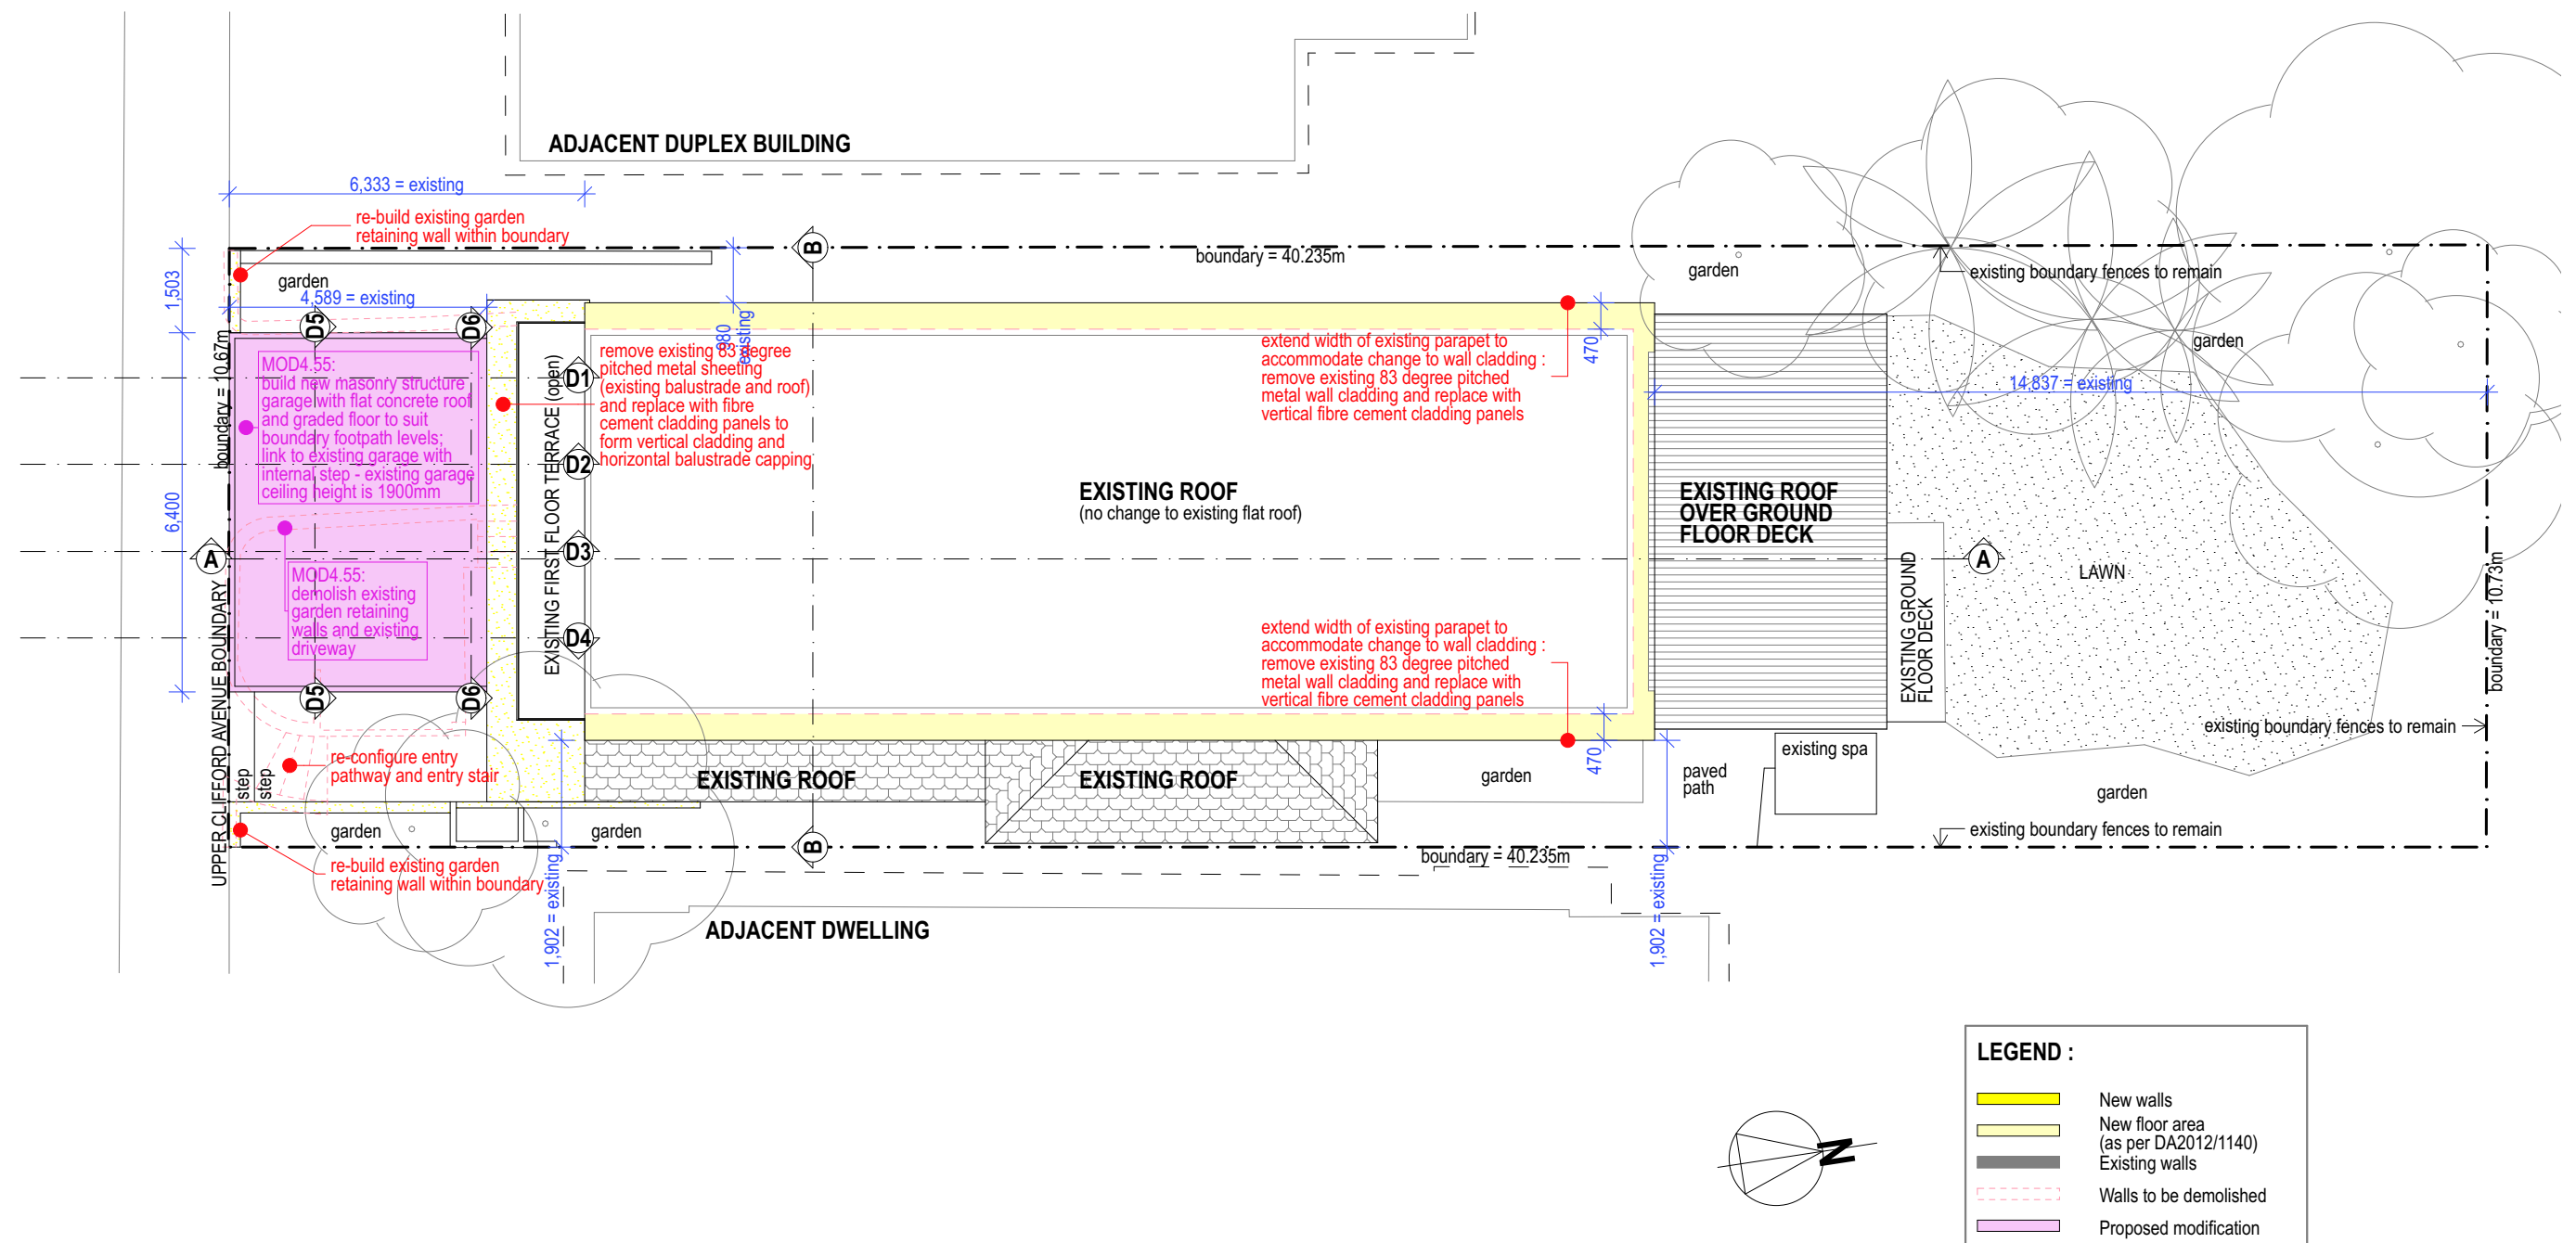 ADJACENT DUPLEX BUILDING
6,333 = existing
re-build existing garden
retaining wall within boundary
B
boundary = 40.235m
garden
existing boundary fences to remain
1,503
garden
4,589 = existing
D5
D6
980
existing
470
garden
boundary = 10.67m
MOD4.55:
build new masonry structure
garage with flat concrete roof
and graded floor to suit
boundary footpath levels;
link to existing garage with
internal step - existing garage
ceiling height is 1900mm
remove existing 83 degree
pitched metal sheeting
(existing balustrade and roof)
and replace with fibre
cement cladding panels to
form vertical cladding and
horizontal balustrade capping
extend width of existing parapet to
accommodate change to wall cladding :
remove existing 83 degree pitched
metal wall cladding and replace with
vertical fibre cement cladding panels
14,837 = existing
D1
D2
D3
D4
EXISTING FIRST FLOOR TERRACE (open)
6,400
EXISTING ROOF
(no change to existing flat roof)
EXISTING ROOF
OVER GROUND
FLOOR DECK
A
A
MOD4.55:
demolish existing
garden retaining
walls and existing
driveway
UPPER CLIFFORD AVENUE BOUNDARY
EXISTING GROUND
FLOOR DECK
LAWN
boundary = 10.73m
extend width of existing parapet to
accommodate change to wall cladding :
remove existing 83 degree pitched
metal wall cladding and replace with
vertical fibre cement cladding panels
D5
D6
existing boundary fences to remain
re-configure entry
pathway and entry stair
step
step
EXISTING ROOF
EXISTING ROOF
garden
470
paved
path
existing spa
garden
garden
garden
existing boundary fences to remain
B
boundary = 40.235m
re-build existing garden
retaining wall within boundary
1,902 = existing
1,902 = existing
ADJACENT DWELLING
N
LEGEND :
New walls
New floor area
(as per DA2012/1140)
Existing walls
Walls to be demolished
Proposed modification